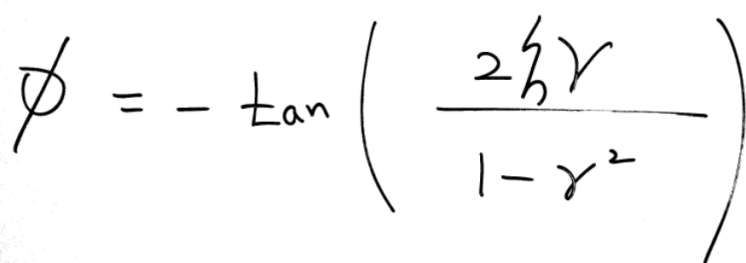 ϕ = - tan ( 2ζr / (1 - r²) )